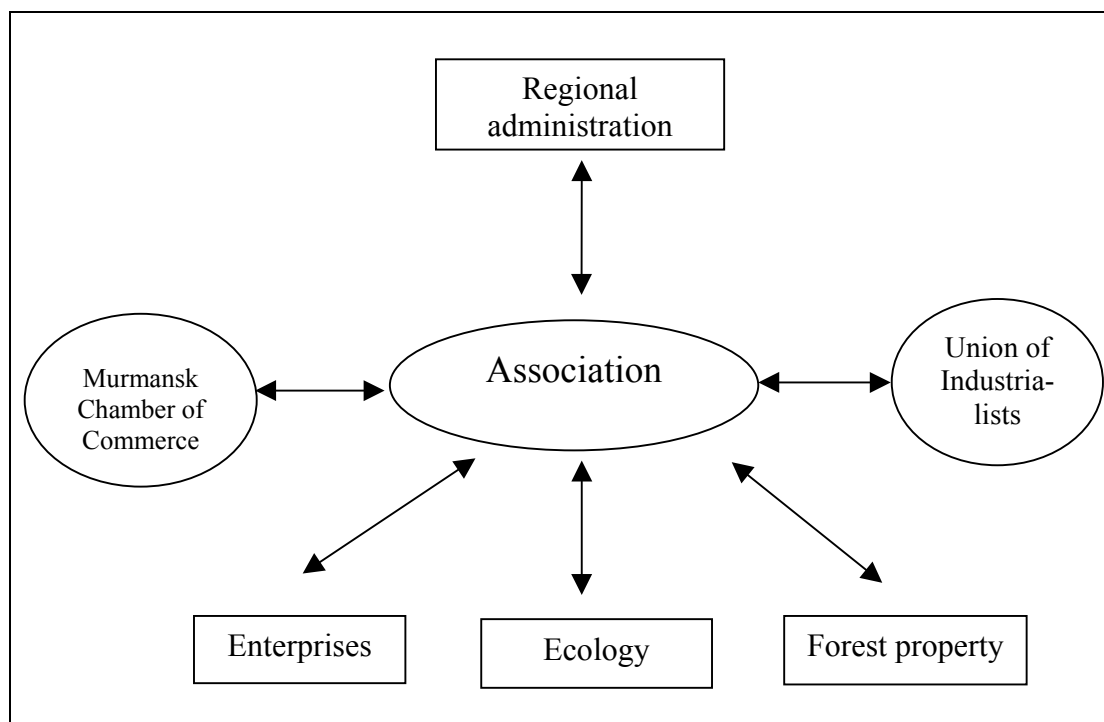 Regional
administration
Association
Murmansk
Chamber of
Commerce
Union of
Industria-
lists
Enterprises
Ecology
Forest property